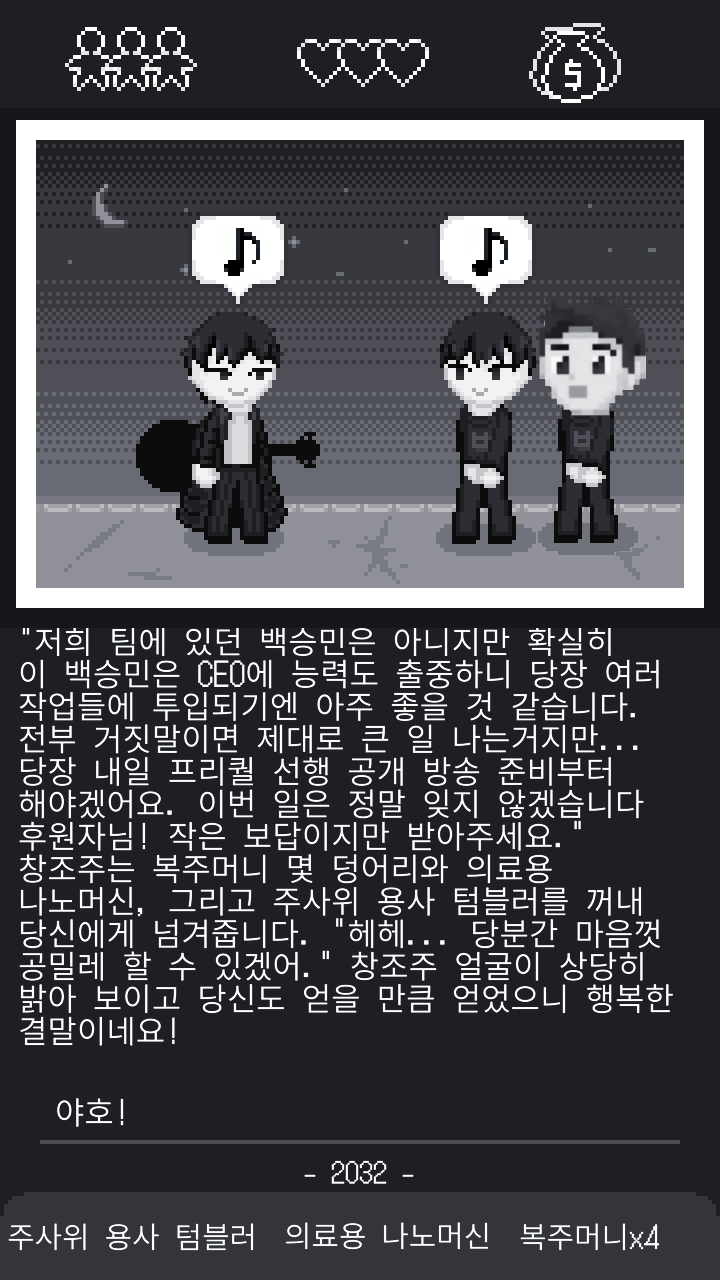 $
♪ ♪
"저희 팀에 있던 백승민은 아니지만 확실히
이 백승민은 CEO에 능력도 출중하니 당장 여러
작업들에 투입되기엔 아주 좋을 것 같습니다.
전부 거짓말이면 제대로 큰 일 나는거지만...
당장 내일 프리퀄 선행 공개 방송 준비부터
해야겠어요. 이번 일은 정말 잊지 않겠습니다
후원자님! 작은 보답이지만 받아주세요."
창조주는 복주머니 몇 덩어리와 의료용
나노머신, 그리고 주사위 용사 텀블러를 꺼내
당신에게 넘겨줍니다. "헤헤... 당분간 마음껏
공밀레 할 수 있겠어." 창조주 얼굴이 상당히
밝아 보이고 당신도 얻을 만큼 얻었으니 행복한
결말이네요!
야호!
- 2032 -
주사위 용사 텀블러 의료용 나노머신 복주머니x4